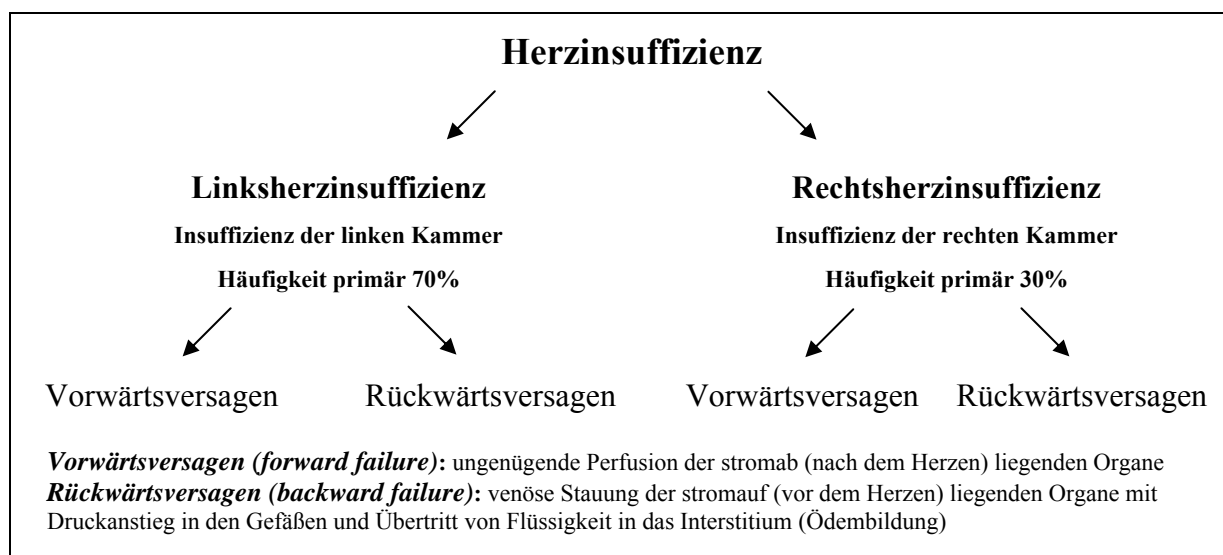 Herzinsuffizienz
Linksherzinsuffizienz
Rechtsherzinsuffizienz
Insuffizienz der linken Kammer
Insuffizienz der rechten Kammer
Häufigkeit primär 70%
Häufigkeit primär 30%
Vorwärtsversagen
Rückwärtsversagen
Vorwärtsversagen
Rückwärtsversagen
Vorwärtsversagen (forward failure): ungenügende Perfusion der stromab (nach dem Herzen) liegenden Organe
Rückwärtsversagen (backward failure): venöse Stauung der stromauf (vor dem Herzen) liegenden Organe mit
Druckanstieg in den Gefäßen und Übertritt von Flüssigkeit in das Interstitium (Ödembildung)